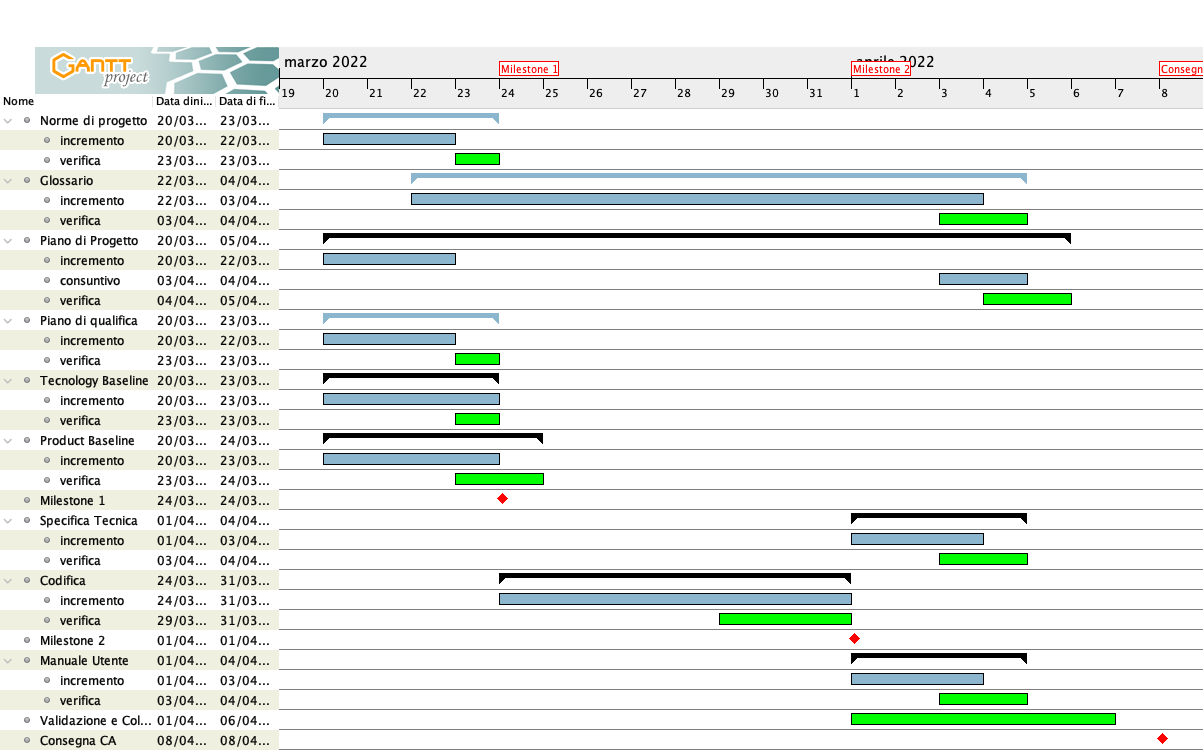 GANTT
project
marzo 2022
aprile 2022
Milestone 1
Milestone 2
Consegn
19 20 21 22 23 24 25 26 27 28 29 30 31 1 2 3 4 5 6 7 8
Nome Data dini... Data di fi...
Norme di progetto 20/03... 23/03...
incremento 20/03... 22/03...
verifica 23/03... 23/03...
Glossario 22/03... 04/04...
incremento 22/03... 03/04...
verifica 03/04... 04/04...
Piano di Progetto 20/03... 05/04...
incremento 20/03... 22/03...
consuntivo 03/04... 04/04...
verifica 04/04... 05/04...
Piano di qualifica 20/03... 23/03...
incremento 20/03... 22/03...
verifica 23/03... 23/03...
Tecnology Baseline 20/03... 23/03...
incremento 20/03... 23/03...
verifica 23/03... 23/03...
Product Baseline 20/03... 24/03...
incremento 20/03... 23/03...
verifica 23/03... 24/03...
Milestone 1 24/03... 24/03...
Specifica Tecnica 01/04... 04/04...
incremento 01/04... 03/04...
verifica 03/04... 04/04...
Codifica 24/03... 31/03...
incremento 24/03... 31/03...
verifica 29/03... 31/03...
Milestone 2 01/04... 01/04...
Manuale Utente 01/04... 04/04...
incremento 01/04... 03/04...
verifica 03/04... 04/04...
Validazione e Col... 01/04... 06/04...
Consegna CA 08/04... 08/04...